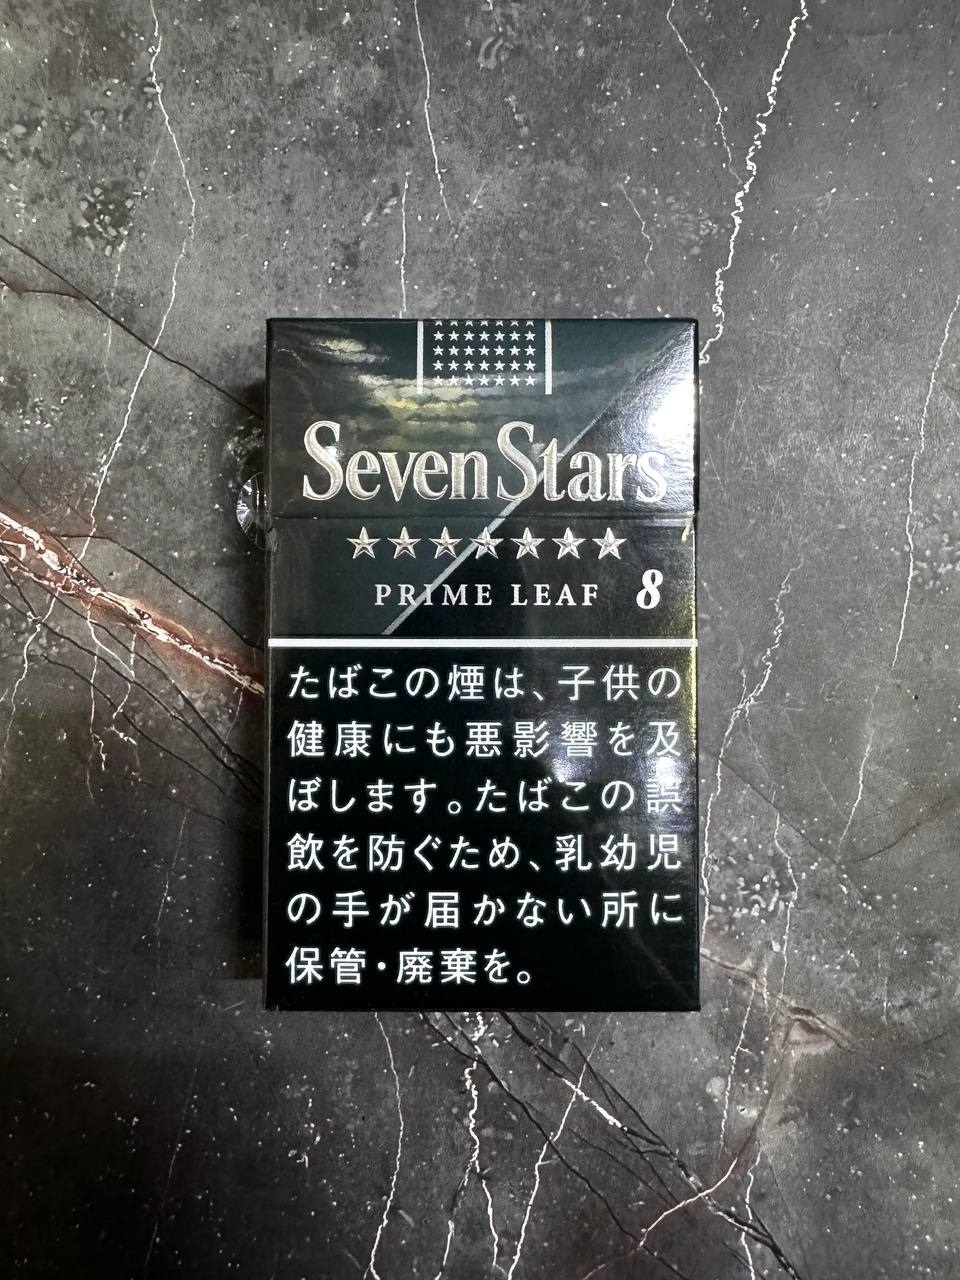 Seven Stars
PRIME LEAF 8
たばこの煙は、子供の
健康にも悪影響を及
ぼします。たばこの誤
飲を防ぐため、乳幼児
の手が届かない所に
保管・廃棄を。